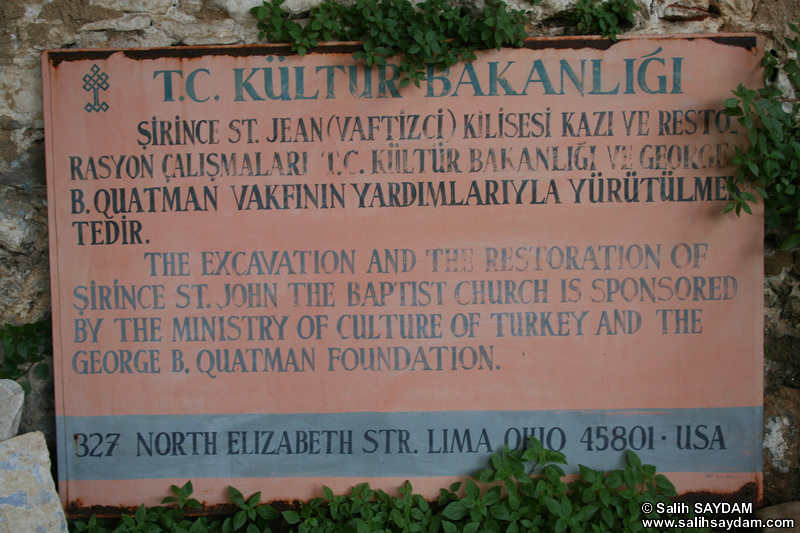 T.C. KÜLTÜR BAKANLIĞI
ŞİRİNCE ST. JEAN (VAFTİZCİ) KİLİSESİ KAZI VE RESTO-
RASYON ÇALIŞMALARI T.C. KÜLTÜR BAKANLIĞI VE GEORGE
B. QUATMAN VAKFININ YARDIMLARIYLA YÜRÜTÜLMEK
TEDİR.
THE EXCAVATION AND THE RESTORATION OF
ŞİRİNCE ST. JOHN THE BAPTIST CHURCH IS SPONSORED
BY THE MINISTRY OF CULTURE OF TURKEY AND THE
GEORGE B. QUATMAN FOUNDATION.
327 NORTH ELIZABETH STR. LIMA OHIO 45801 · USA
© Salih SAYDAM
www.salihsaydam.com